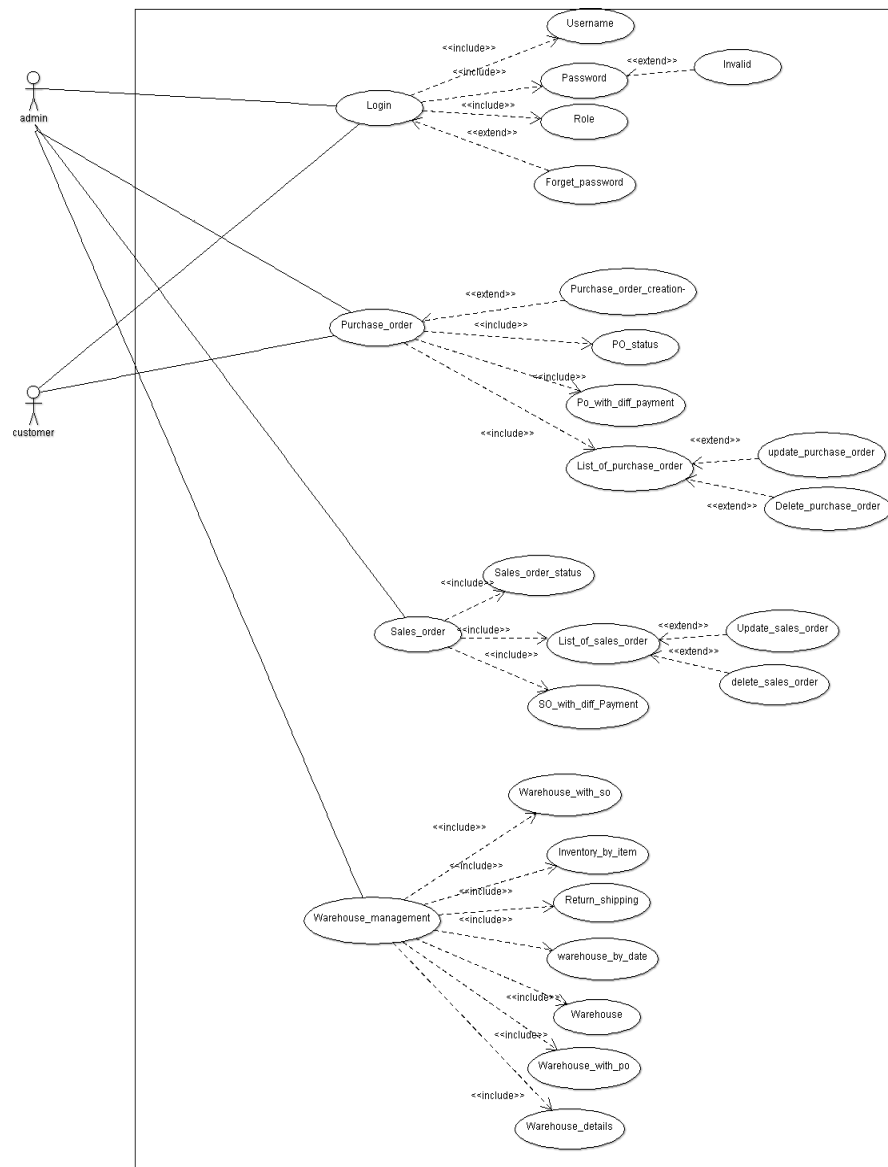 Username
<<include>>
<<include>>
<<extend>>
Invalid
Password
admin
Login
<<include>>
Role
<<extend>>
Forget_password
Purchase_order_creation-
<<extend>>
Purchase_order
<<include>>
PO_status
<<include>>
Po_with_diff_payment
customer
<<include>>
<<extend>>
update_purchase_order
List_of_purchase_order
<<extend>>
Delete_purchase_order
Sales_order_status
<<include>>
Sales_order
<<include>>
List_of_sales_order
<<extend>>
Update_sales_order
<<extend>>
<<include>>
delete_sales_order
SO_with_diff_Payment
Warehouse_with_so
<<include>>
Inventory_by_item
<<include>>
<<include>>
Return_shipping
Warehouse_management
<<include>>
warehouse_by_date
<<include>>
Warehouse
<<include>>
Warehouse_with_po
<<include>>
Warehouse_details